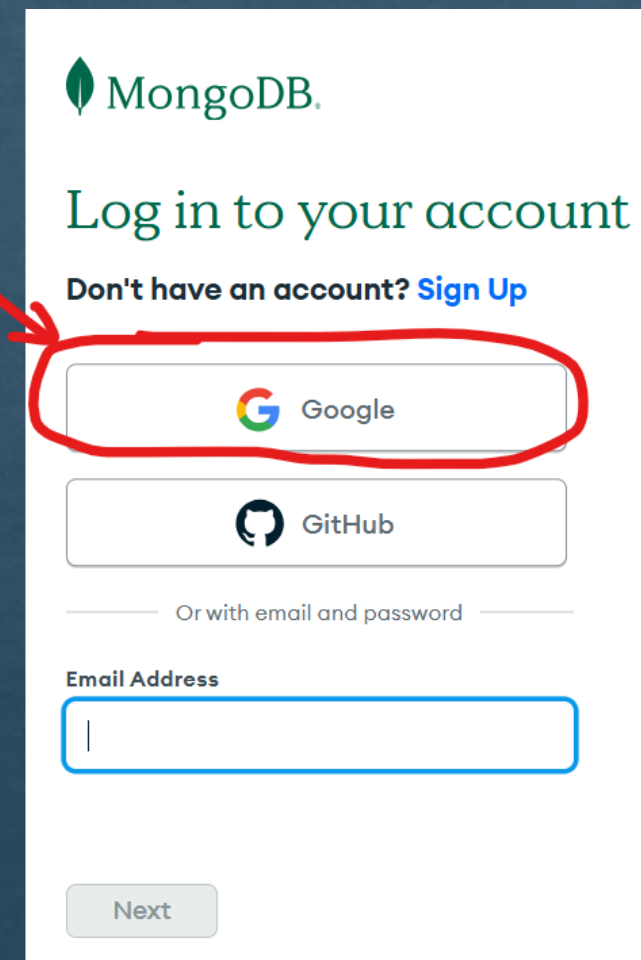 MongoDB®
Log in to your account
Don't have an account? Sign Up
Google
GitHub
Or with email and password
Email Address
Next